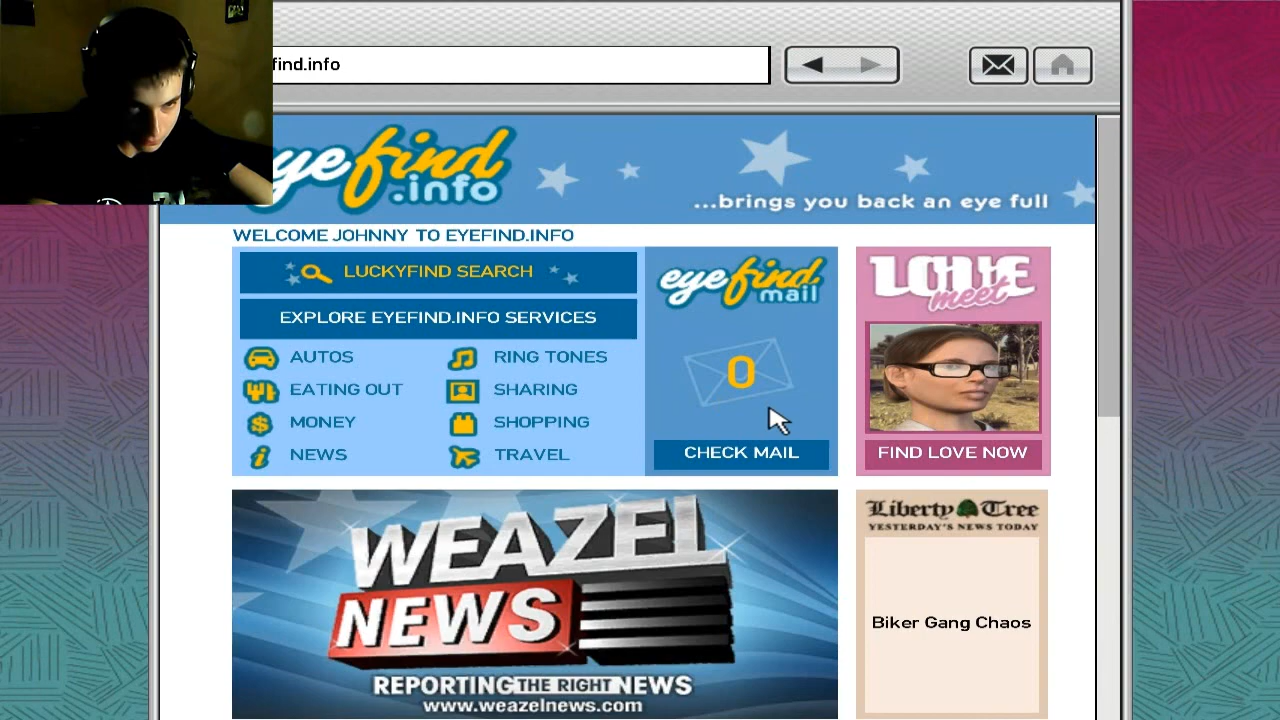 find.info
eyefind
.info
...brings you back an eye full
WELCOME JOHNNY TO EYEFIND.INFO
LUCKYFIND SEARCH
EXPLORE EYEFIND.INFO SERVICES
AUTOS
RING TONES
EATING OUT
SHARING
MONEY
SHOPPING
NEWS
TRAVEL
eyefind
mail
0
CHECK MAIL
LOVE
meet
FIND LOVE NOW
WEAZEL
NEWS
REPORTING THE RIGHT NEWS
www.weazelnews.com
Liberty Tree
YESTERDAY'S NEWS TODAY
Biker Gang Chaos